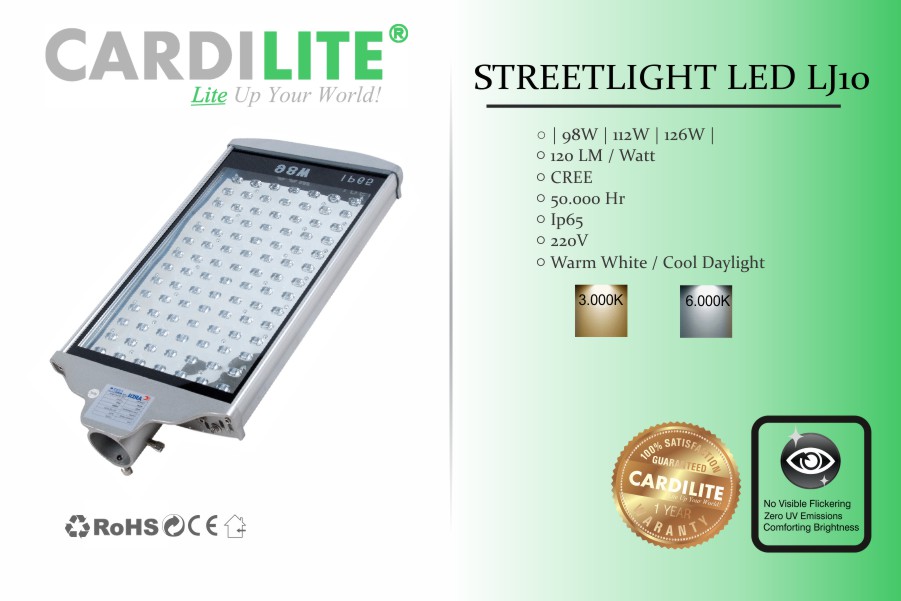 CARDILITE®
Lite Up Your World!
98W
IP65
RoHS CE
STREETLIGHT LED LJ10
| 98W | 112W | 126W |
120 LM / Watt
CREE
50.000 Hr
Ip65
220V
Warm White / Cool Daylight
3.000K
6.000K
100% SATISFACTION
GUARANTEED
CARDILITE
Up Your World!
1 YEAR
WARANTY
No Visible Flickering
Zero UV Emissions
Comforting Brightness